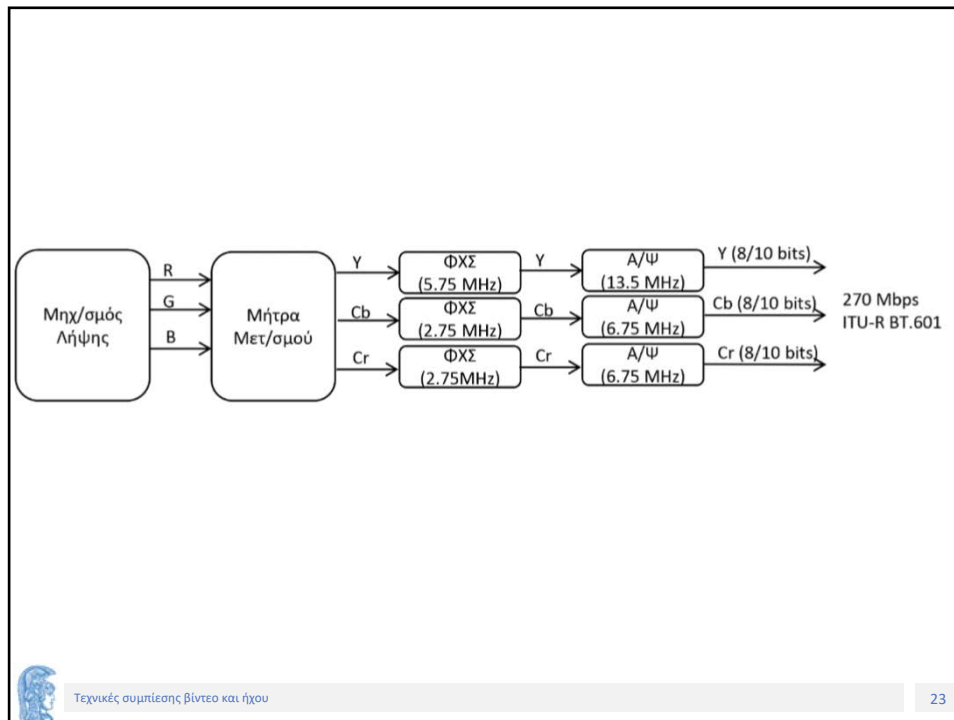 Μηχ/σμός
Λήψης
R
G
B
Μήτρα
Μετ/σμού
Y
ΦΧΣ
(5.75 MHz)
Y
Α/Ψ
(13.5 MHz)
Y (8/10 bits)
Cb
ΦΧΣ
(2.75 MHz)
Cb
Α/Ψ
(6.75 MHz)
Cb (8/10 bits)
Cr
ΦΧΣ
(2.75MHz)
Cr
Α/Ψ
(6.75 MHz)
Cr (8/10 bits)
270 Mbps
ITU-R BT.601
Τεχνικές συμπίεσης βίντεο και ήχου
23